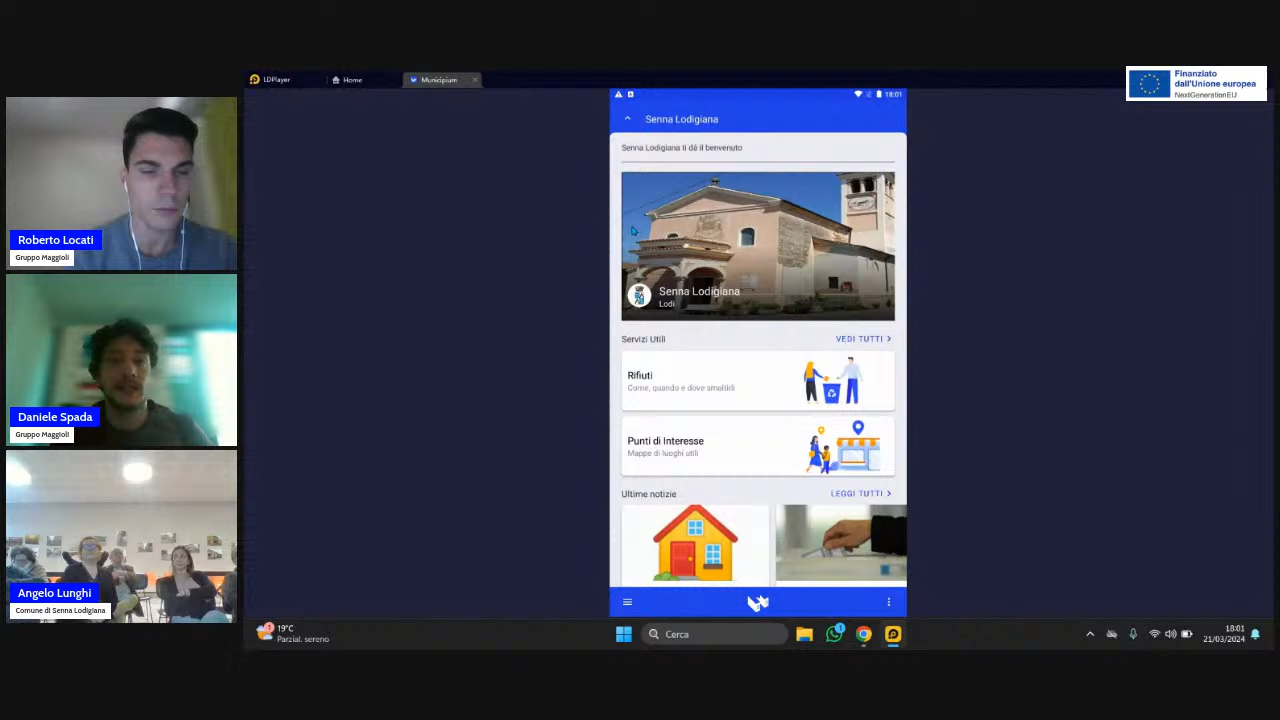 LDPlayer
Home
Municipium
Finanziato
dall'Unione europea
NextGenerationEU
18:01
Senna Lodigiana
Senna Lodigiana ti dà il benvenuto
Senna Lodigiana
Lodi
Servizi Utili
VEDI TUTTI
Rifiuti
Come, quando e dove smaltirli
Punti di Interesse
Mappe di luoghi utili
Ultime notizie
LEGGI TUTTI
Roberto Locati
Gruppo Maggioli
Daniele Spada
Gruppo Maggioli
Angelo Lunghi
Comune di Senna Lodigiana
1
19°C
Parzial. sereno
Cerca
1
18:01
21/03/2024